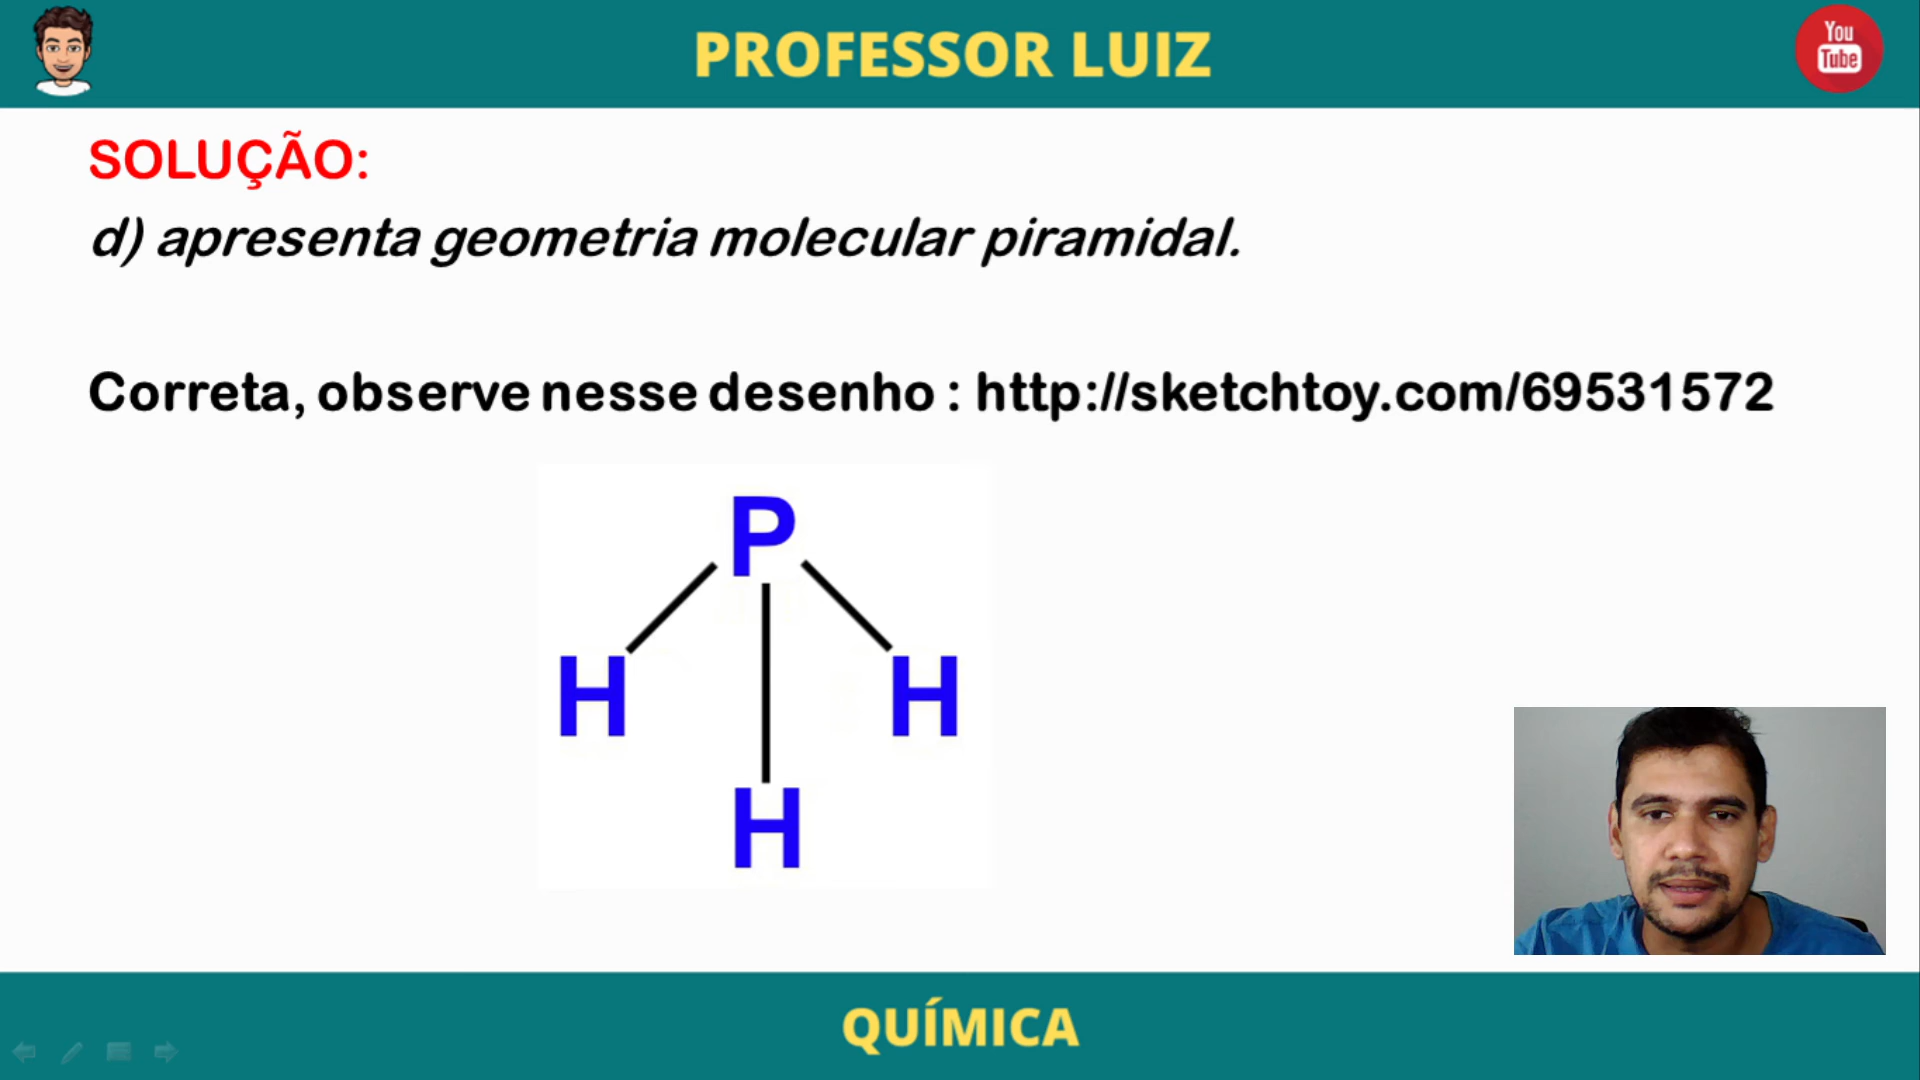 PROFESSOR LUIZ
You
Tube
SOLUÇÃO:
d) apresenta geometria molecular piramidal.
Correta, observe nesse desenho : http://sketchtoy.com/69531572
P
H H
H
QUÍMICA